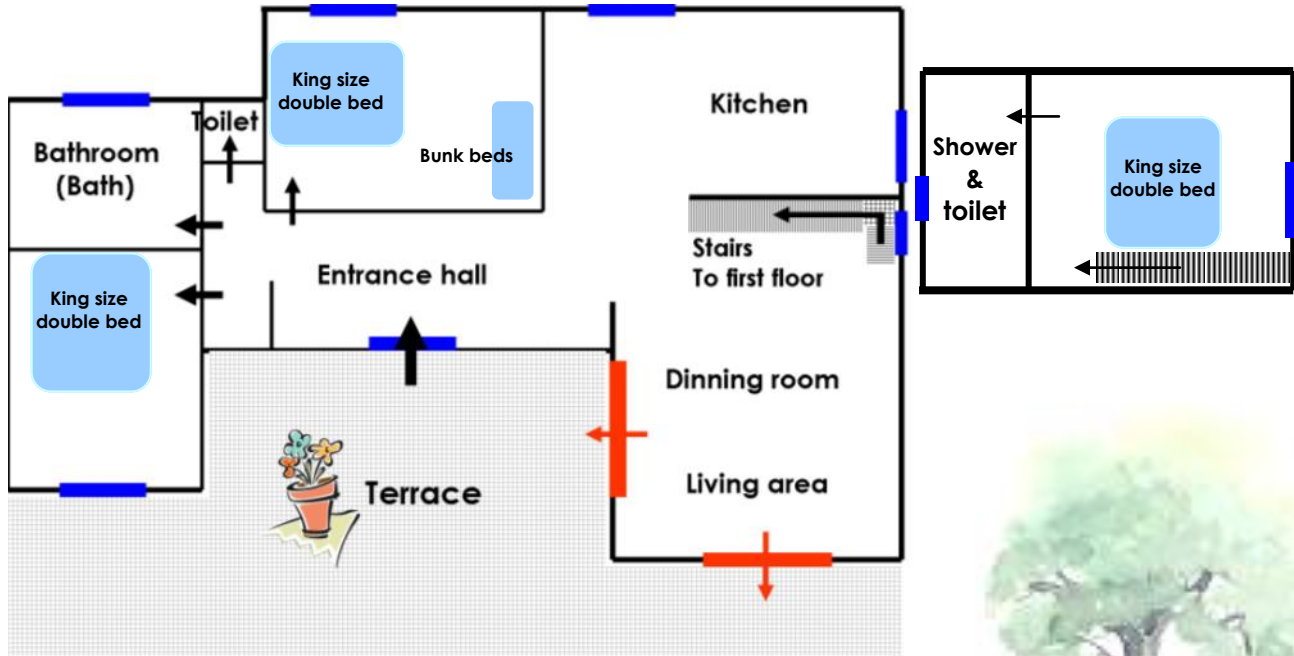 King size
double bed
Toilet
Bathroom
(Bath)
Bunk beds
Kitchen
Shower
&
toilet
King size
double bed
Stairs
To first floor
Entrance hall
King size
double bed
Dinning room
Living area
Terrace